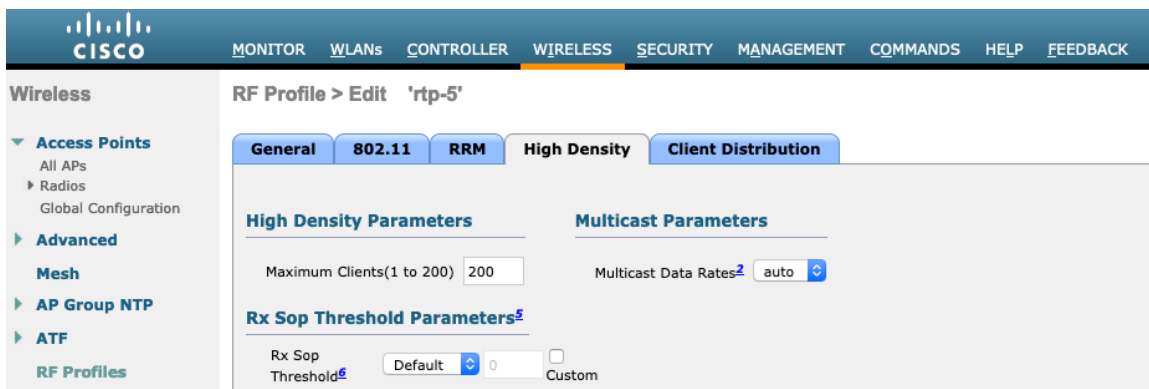 CISCO
MONITOR WLANs CONTROLLER WIRELESS SECURITY MANAGEMENT COMMANDS HELP FEEDBACK
Wireless
Access Points
All APs
Radios
Global Configuration
Advanced
Mesh
AP Group NTP
ATF
RF Profiles
RF Profile > Edit 'rtp-5'
General 802.11 RRM High Density Client Distribution
High Density Parameters
Maximum Clients(1 to 200) 200
Multicast Parameters
Multicast Data Rates2 auto
Rx Sop Threshold Parameters5
Rx Sop
Threshold6 Default 0 Custom